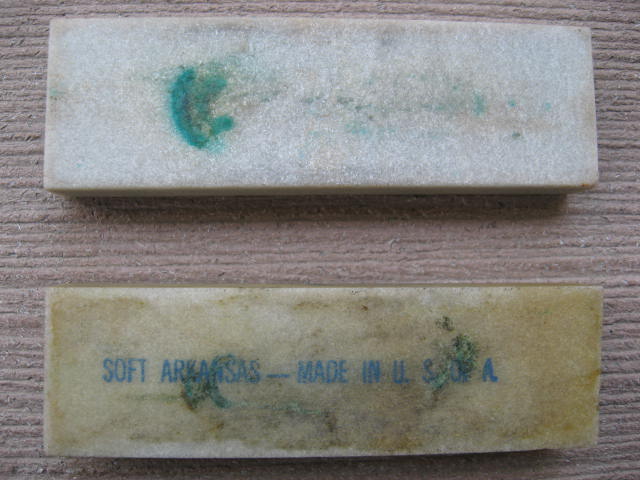 SOFT ARKANSAS — MADE IN U. S. OF A.